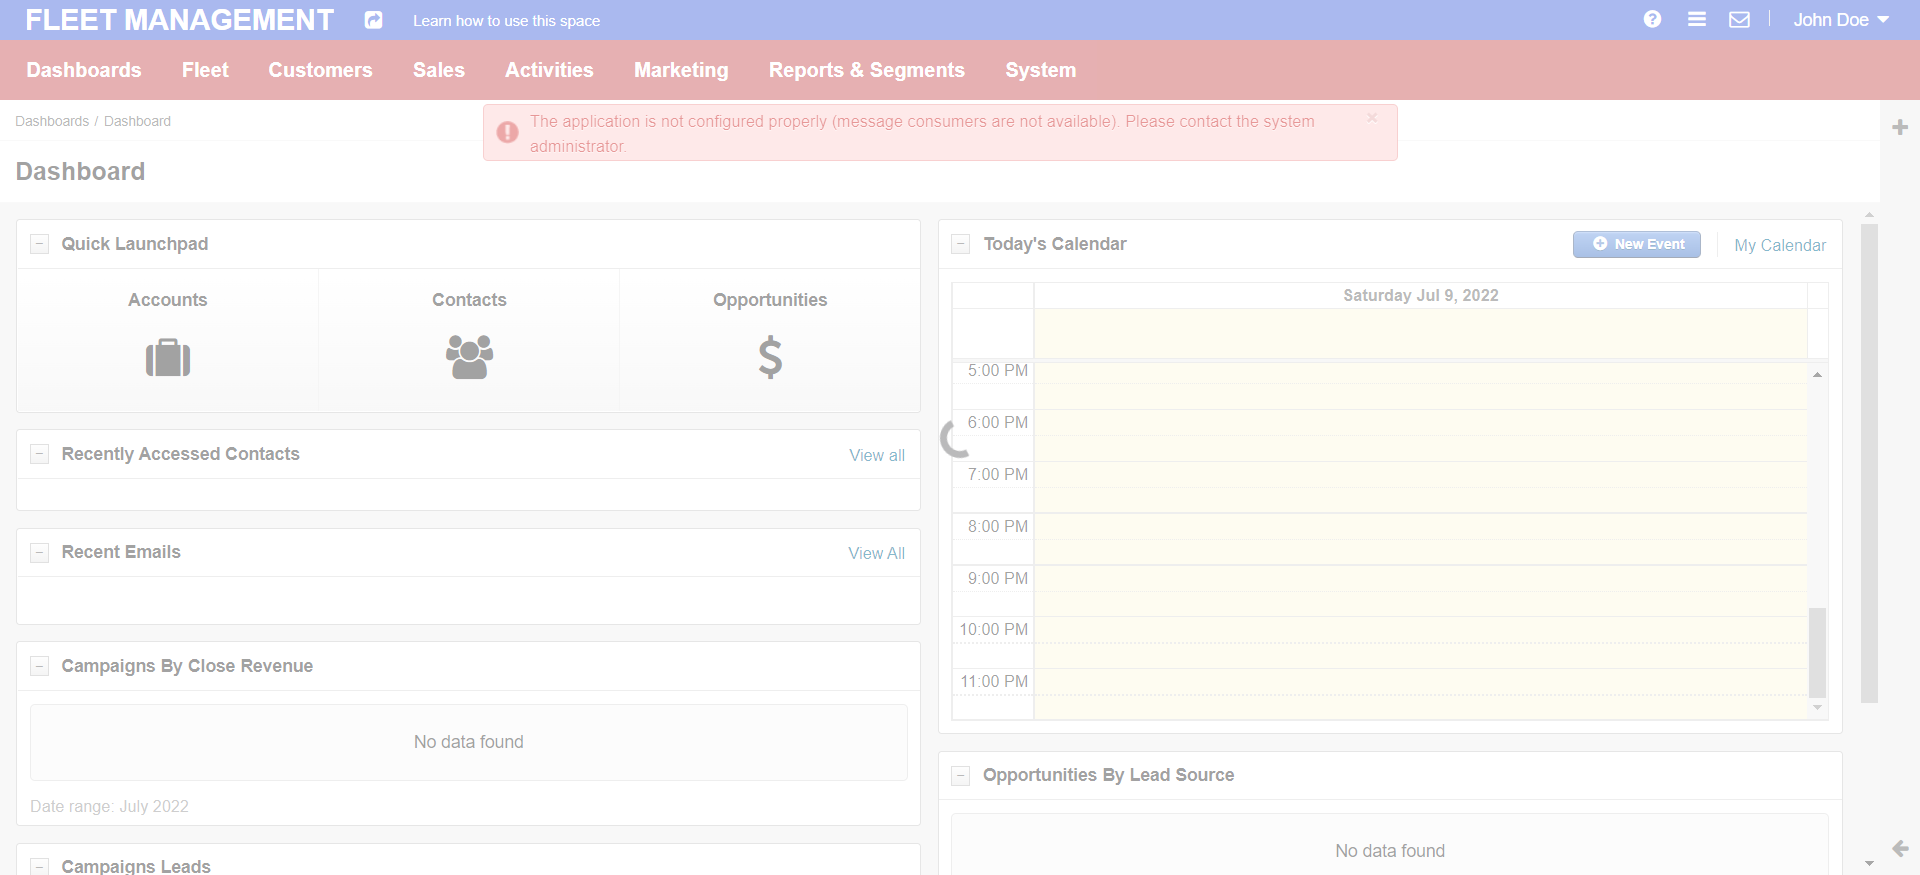 FLEET MANAGEMENT
Learn how to use this space
John Doe
Dashboards
Fleet
Customers
Sales
Activities
Marketing
Reports & Segments
System
Dashboards / Dashboard
The application is not configured properly (message consumers are not available). Please contact the system
administrator.
×
Dashboard
Quick Launchpad
Accounts
Contacts
Opportunities
Recently Accessed Contacts
View all
Recent Emails
View All
Campaigns By Close Revenue
No data found
Date range: July 2022
Campaigns Leads
Today's Calendar
New Event
My Calendar
Saturday Jul 9, 2022
5:00 PM
6:00 PM
7:00 PM
8:00 PM
9:00 PM
10:00 PM
11:00 PM
Opportunities By Lead Source
No data found